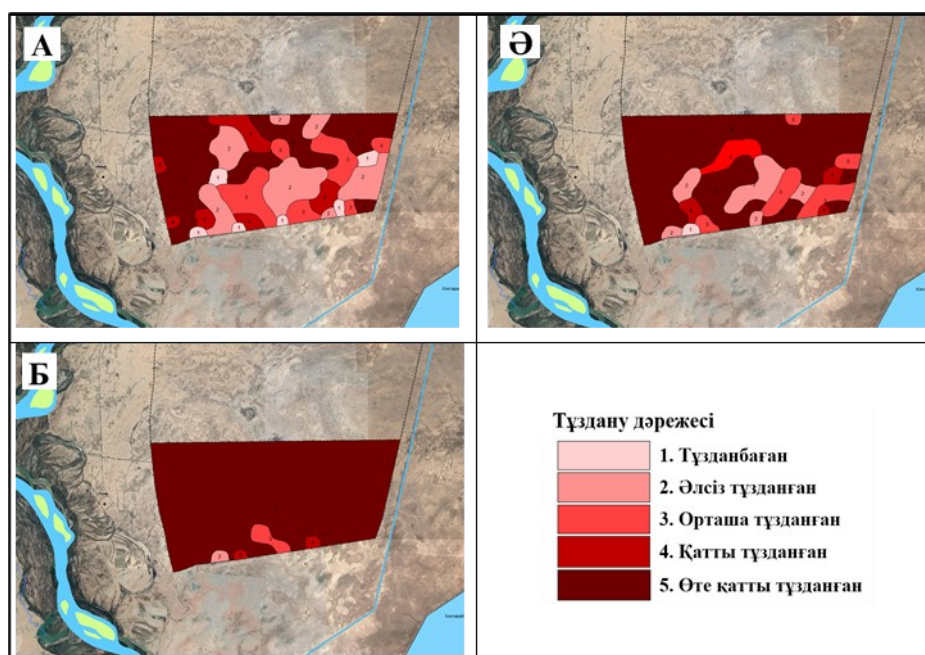 А
Ә
Б
Тұздану дәрежесі
1. Тұзданбаған
2. Әлсіз тұзданған
3. Орташа тұзданған
4. Қатты тұзданған
5. Өте қатты тұзданған